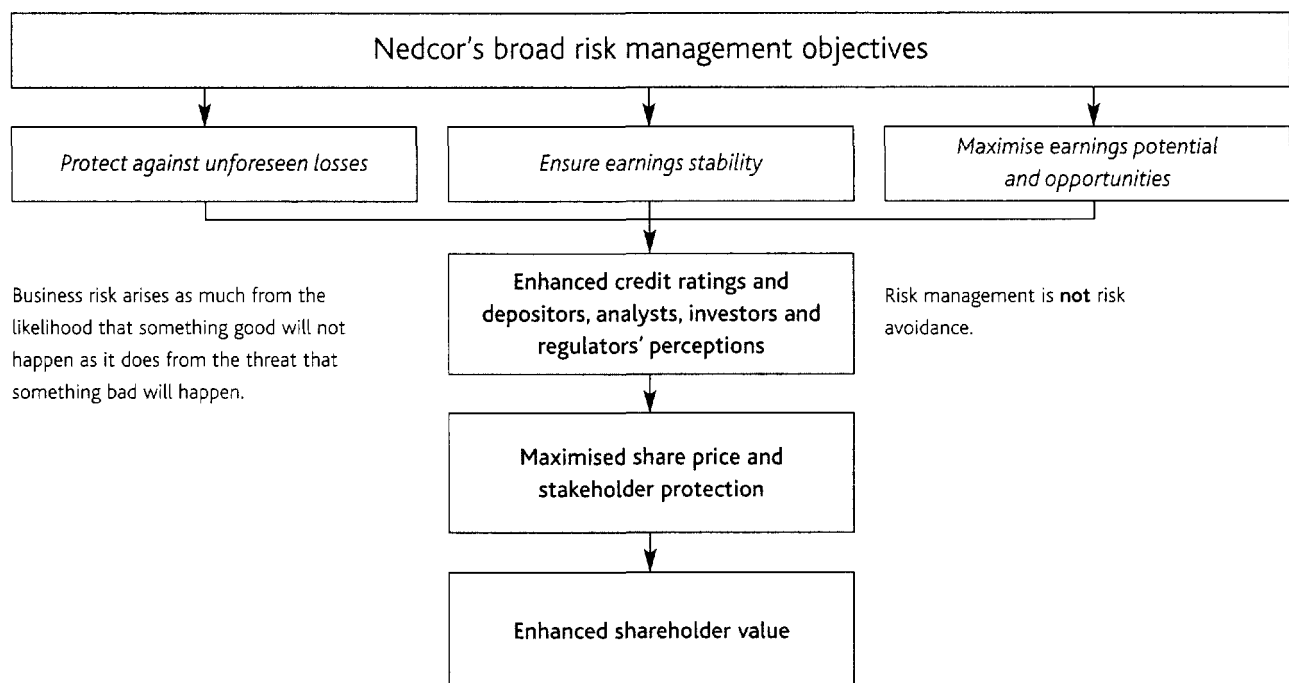 Nedcor's broad risk management objectives
Protect against unforeseen losses
Ensure earnings stability
Maximise earnings potential
and opportunities
Enhanced credit ratings and
depositors, analysts, investors and
regulators' perceptions
Business risk arises as much from the
likelihood that something good will not
happen as it does from the threat that
something bad will happen.
Risk management is not risk
avoidance.
Maximised share price and
stakeholder protection
Enhanced shareholder value